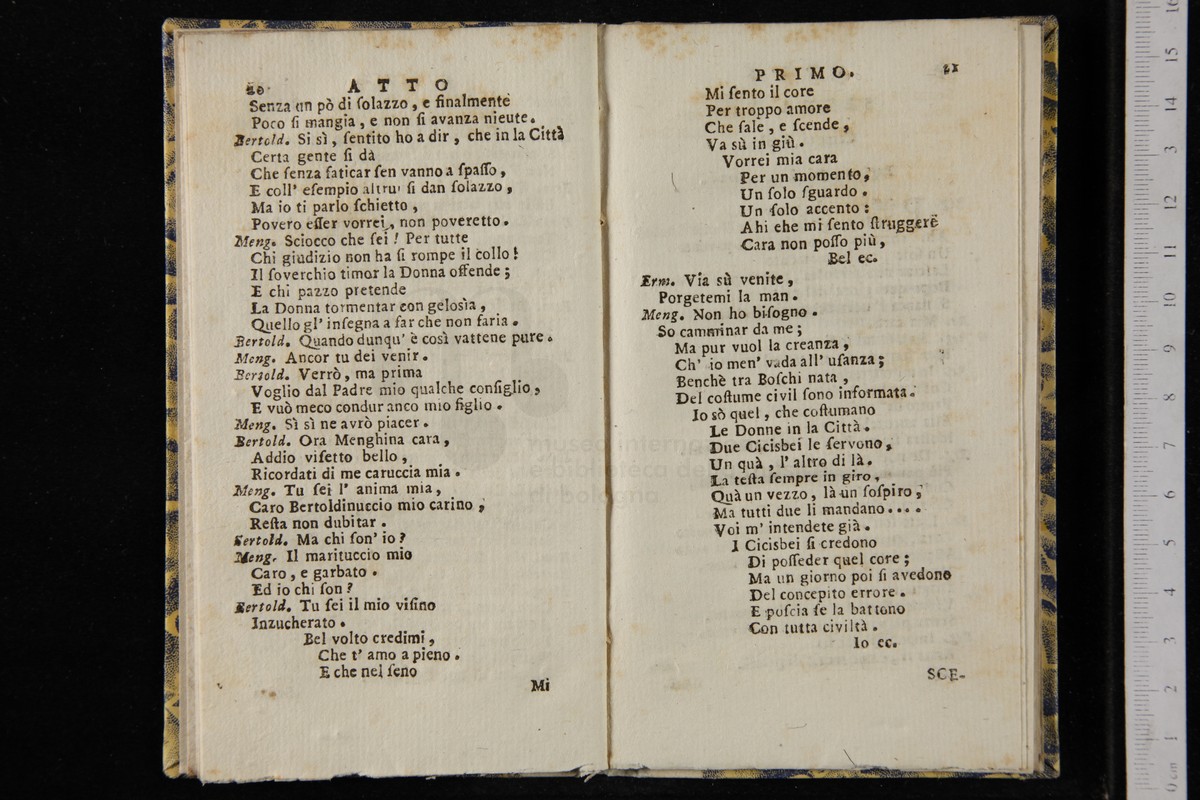 20 ATTO
Senza un pò di ſolazzo, e finalmente
Poco ſi mangia, e non ſi avanza nieute.
Bertold. Si sì, ſentito ho a dir, che in la Città
Certa gente ſi dà
Che ſenza faticar ſen vanno a ſpaſſo,
E coll' eſempio altrui ſi dan ſolazzo,
Ma io ti parlo ſchietto,
Povero eſſer vorrei, non poveretto.
Meng. Sciocco che ſei! Per tutte
Chi giudizio non ha ſi rompe il collo!
Il ſoverchio timor la Donna offende;
E chi pazzo pretende
La Donna tormentar con geloſìa,
Quello gl' inſegna a far che non faria.
Bertold. Quando dunqu' è così vattene pure.
Meng. Ancor tu dei venir.
Bertold. Verrò, ma prima
Voglio dal Padre mio qualche conſiglio,
E vuò meco condur anco mio figlio.
Meng. Sì sì ne avrò piacer.
Bertold. Ora Menghina cara,
Addio viſetto bello,
Ricordati di me caruccia mia.
Meng. Tu ſei l' anima mia,
Caro Bertoldinuccio mio carino;
Reſta non dubitar.
Bertold. Ma chi ſon' io?
Meng. Il marituccio mio
Caro, e garbato.
Ed io chi ſon?
Bertold. Tu ſei il mio viſino
Inzucherato.
Bel volto credimi,
Che t' amo a pieno.
E che nel ſeno
Mi
PRIMO. 21
Mi ſento il core
Per troppo amore
Che ſale, e ſcende,
Va sù in giù.
Vorrei mia cara
Per un momento,
Un ſolo ſguardo.
Un ſolo accento:
Ahi ehe mi ſento ſtruggere
Cara non poſſo più,
Bel ec.
Erm. Via sù venite,
Porgetemi la man.
Meng. Non ho biſogno.
So camminar da me;
Ma pur vuol la creanza,
Ch' io men' vada all' uſanza;
Benchè tra Boſchi nata,
Del coſtume civil ſono informata.
Io sò quel, che coſtumano
Le Donne in la Città.
Due Cicisbei le ſervono,
Un quà, l' altro di là.
La teſta ſempre in giro,
Quà un vezzo, là un ſoſpiro,
Ma tutti due li mandano....
Voi m' intendete già.
I Cicisbei ſi credono
Di poſſeder quel core;
Ma un giorno poi ſi avedono
Del concepito errore.
E poſcia ſe la battono
Con tutta civiltà.
Io ec.
SCE-